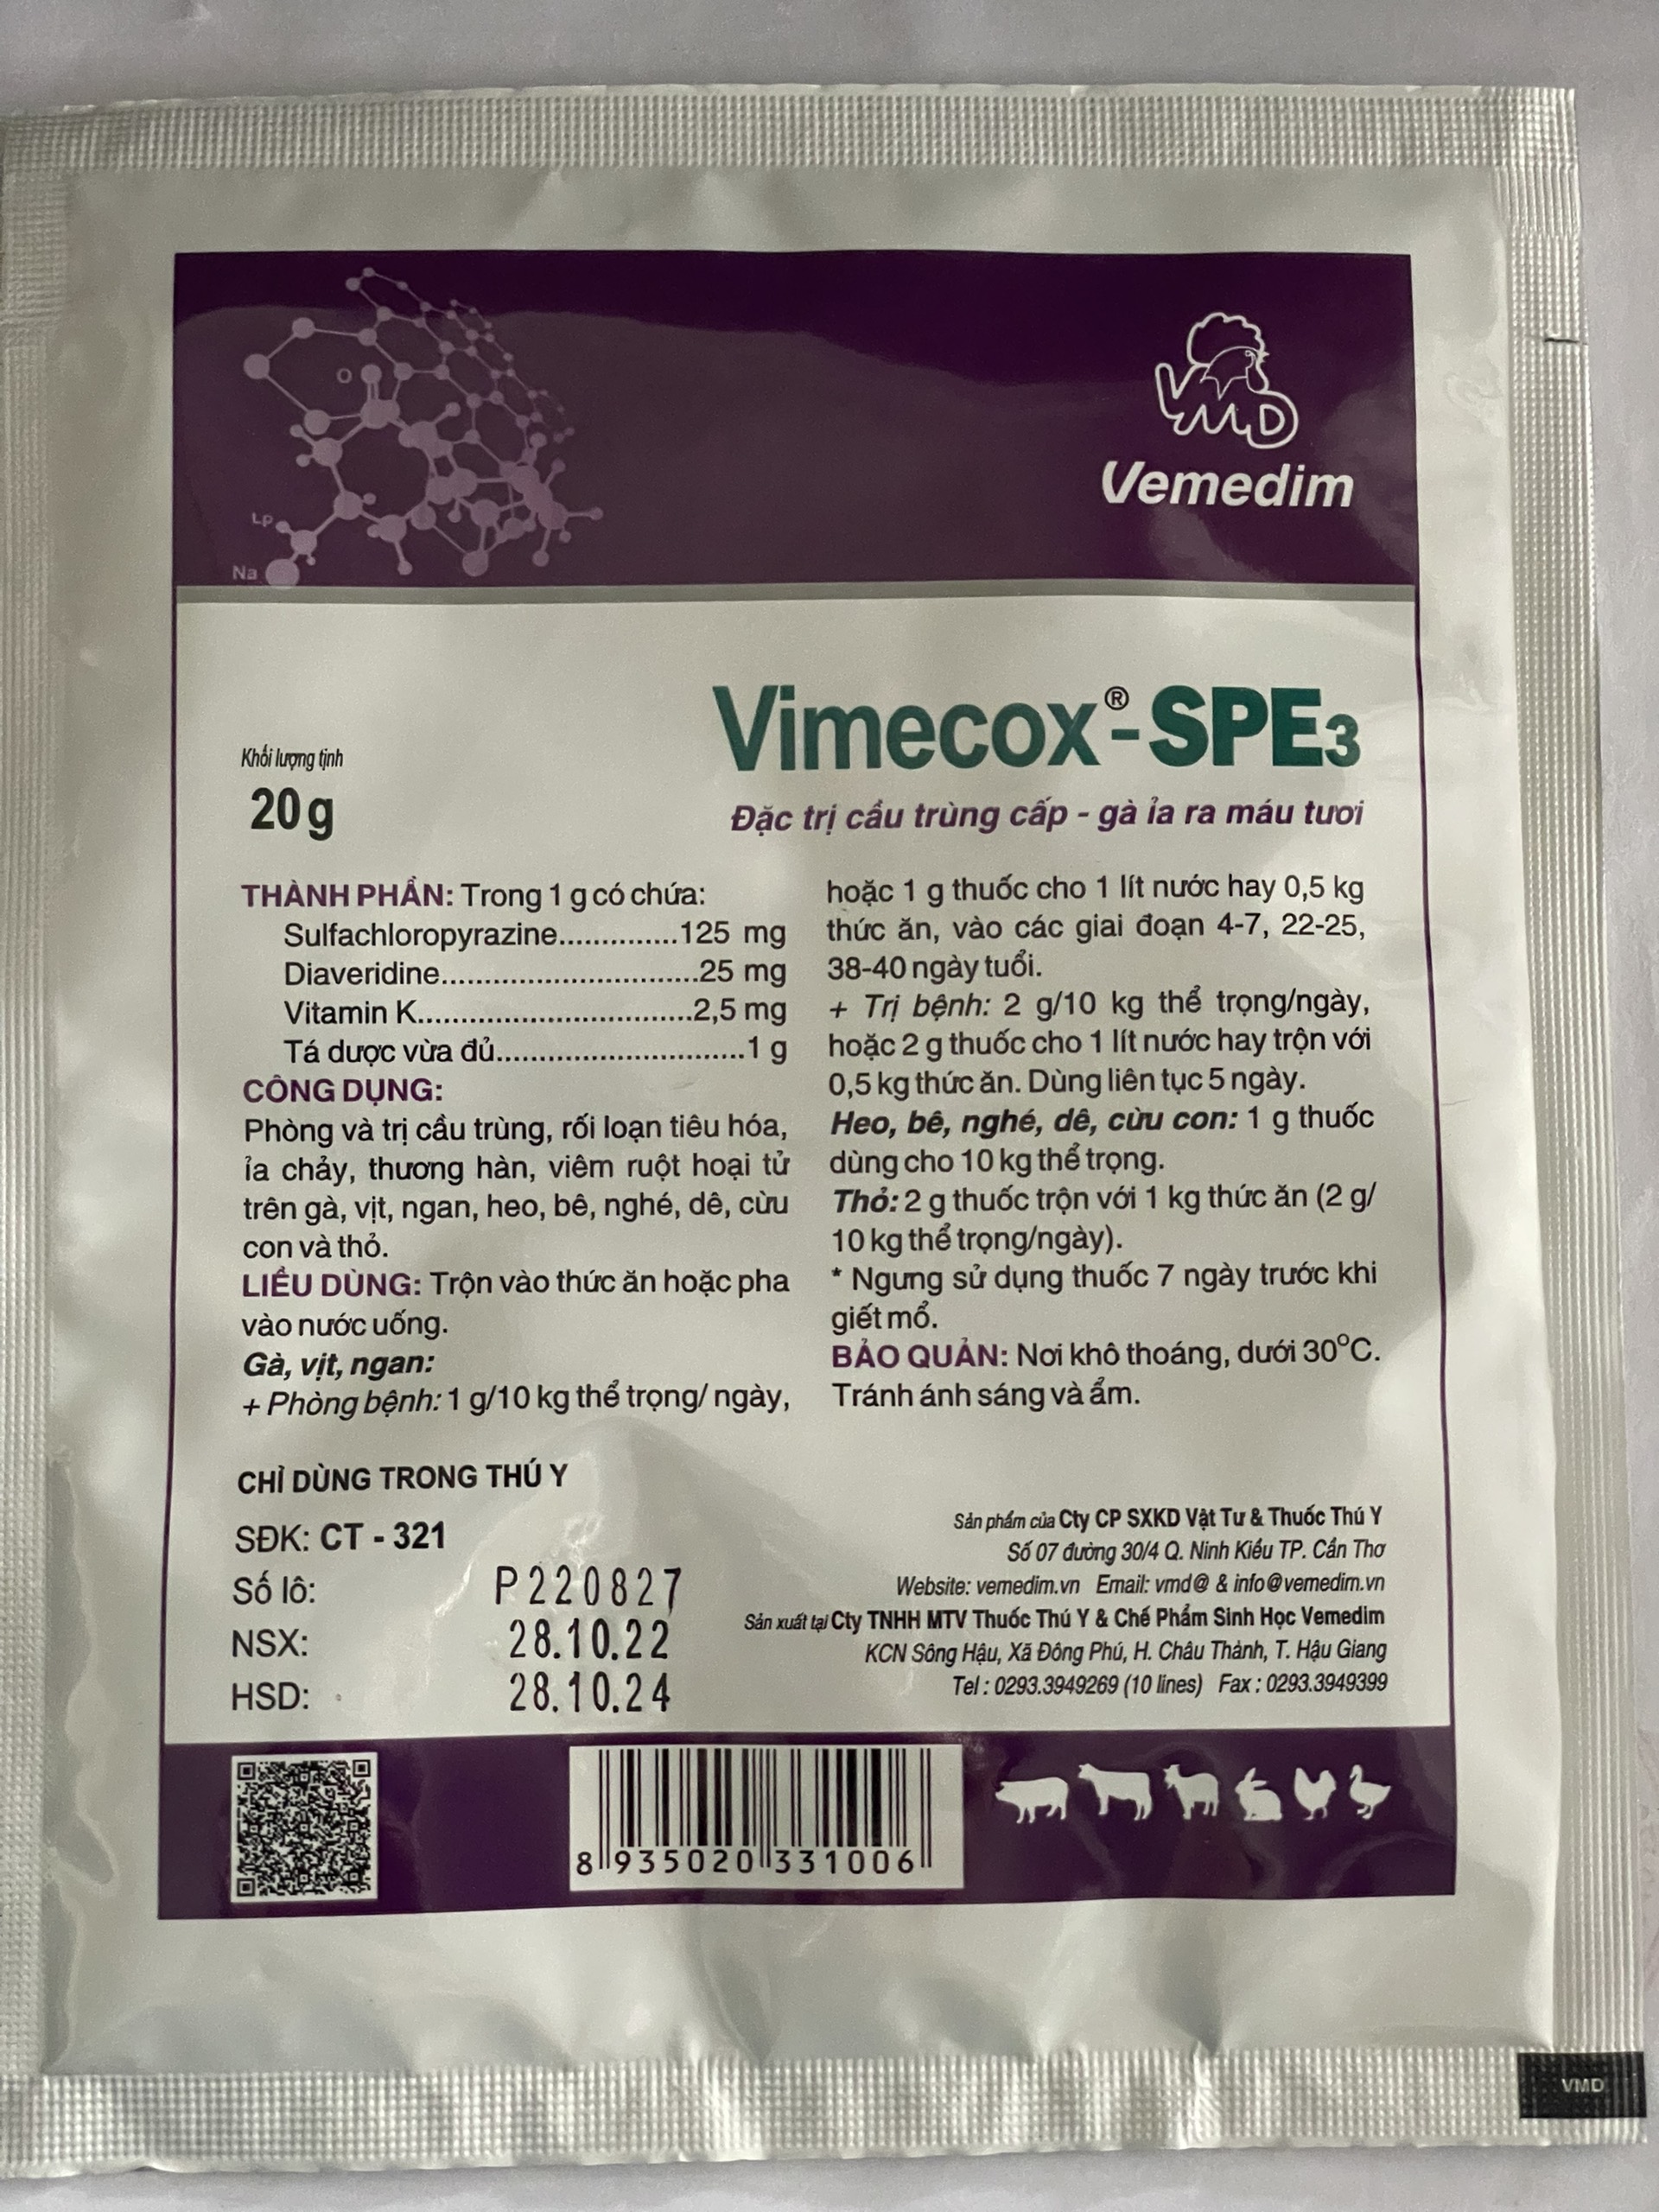 O
Lp
Na
VMD
Vemedim
Vimecox®-SPE3
Khối lượng tịnh
20g
Đặc trị cầu trùng cấp - gà ỉa ra máu tươi
THÀNH PHẦN: Trong 1 g có chứa:
Sulfachloropyrazine..............125 mg
Diaveridine..............................25 mg
Vitamin K................................2,5 mg
Tá dược vừa đủ.............................1 g
CÔNG DỤNG:
Phòng và trị cầu trùng, rối loạn tiêu hóa,
ỉa chảy, thương hàn, viêm ruột hoại tử
trên gà, vịt, ngan, heo, bê, nghé, dê, cừu
con và thỏ.
LIỀU DÙNG: Trộn vào thức ăn hoặc pha
vào nước uống.
Gà, vịt, ngan:
+ Phòng bệnh: 1 g/10 kg thể trọng/ ngày,
hoặc 1 g thuốc cho 1 lít nước hay 0,5 kg
thức ăn, vào các giai đoạn 4-7, 22-25,
38-40 ngày tuổi.
+ Trị bệnh: 2 g/10 kg thể trọng/ngày,
hoặc 2 g thuốc cho 1 lít nước hay trộn với
0,5 kg thức ăn. Dùng liên tục 5 ngày.
Heo, bê, nghé, dê, cừu con: 1 g thuốc
dùng cho 10 kg thể trọng.
Thỏ: 2 g thuốc trộn với 1 kg thức ăn (2 g/
10 kg thể trọng/ngày).
* Ngưng sử dụng thuốc 7 ngày trước khi
giết mổ.
BẢO QUẢN: Nơi khô thoáng, dưới 30°C.
Tránh ánh sáng và ẩm.
CHỈ DÙNG TRONG THÚ Y
SĐK: CT - 321
Số lô: P220827
NSX: 28.10.22
HSD: 28.10.24
Sản phẩm của Cty CP SXKD Vật Tư & Thuốc Thú Y
Số 07 đường 30/4 Q. Ninh Kiều TP. Cần Thơ
Website: vemedim.vn Email: vmd@ & info@vemedim.vn
Sản xuất tại Cty TNHH MTV Thuốc Thú Y & Chế Phẩm Sinh Học Vemedim
KCN Sông Hậu, Xã Đông Phú, H. Châu Thành, T. Hậu Giang
Tel : 0293.3949269 (10 lines) Fax : 0293.3949399
8 935020 331006
VMD